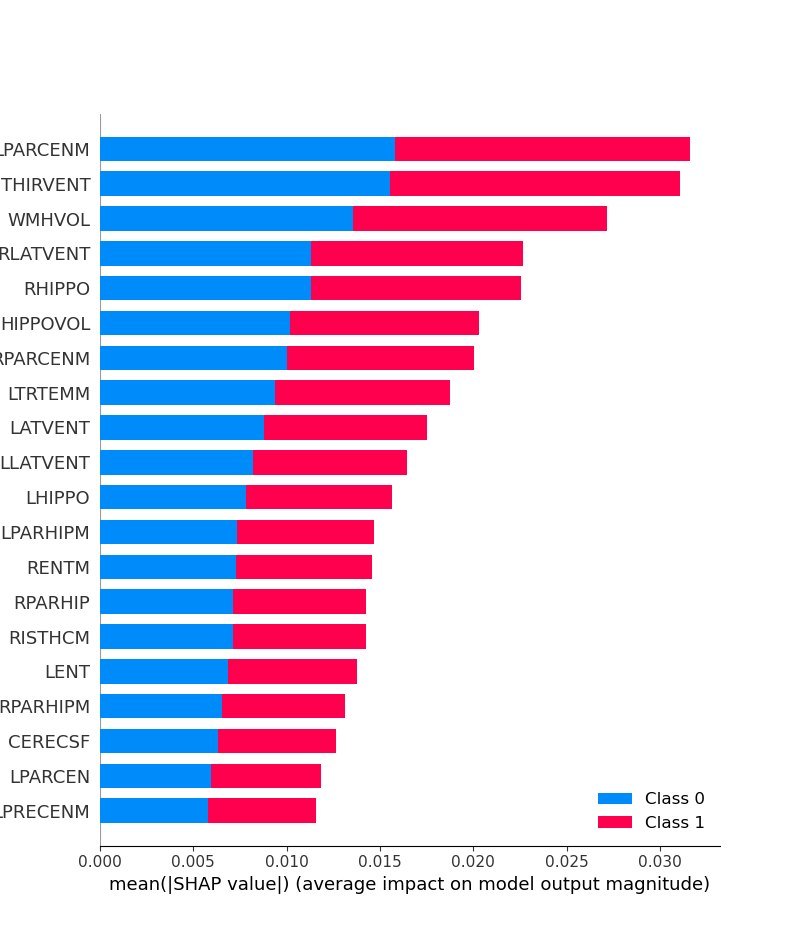 LPARCENM
THIRVENT
WMHVOL
RLATVENT
RHIPPO
HIPPOVOL
RPARCENM
LTRTEMM
LATVENT
LLATVENT
LHIPPO
LPARHIPM
RENTM
RPARHIP
RISTHCM
LENT
RPARHIPM
CERECSF
LPARCEN
LPRECENM
Class 0
Class 1
0.000 0.005 0.010 0.015 0.020 0.025 0.030
mean(|SHAP value|) (average impact on model output magnitude)